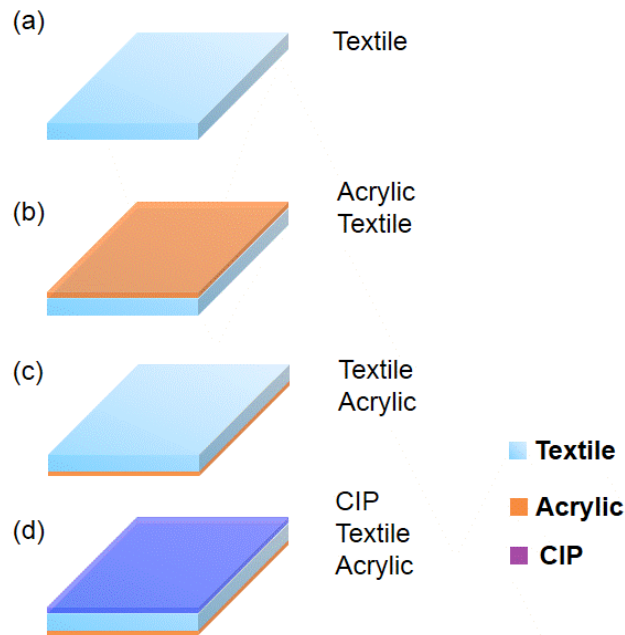 (a)
Textile
(b)
Acrylic
Textile
(c)
Textile
Acrylic
(d)
CIP
Textile
Acrylic
Textile
Acrylic
CIP